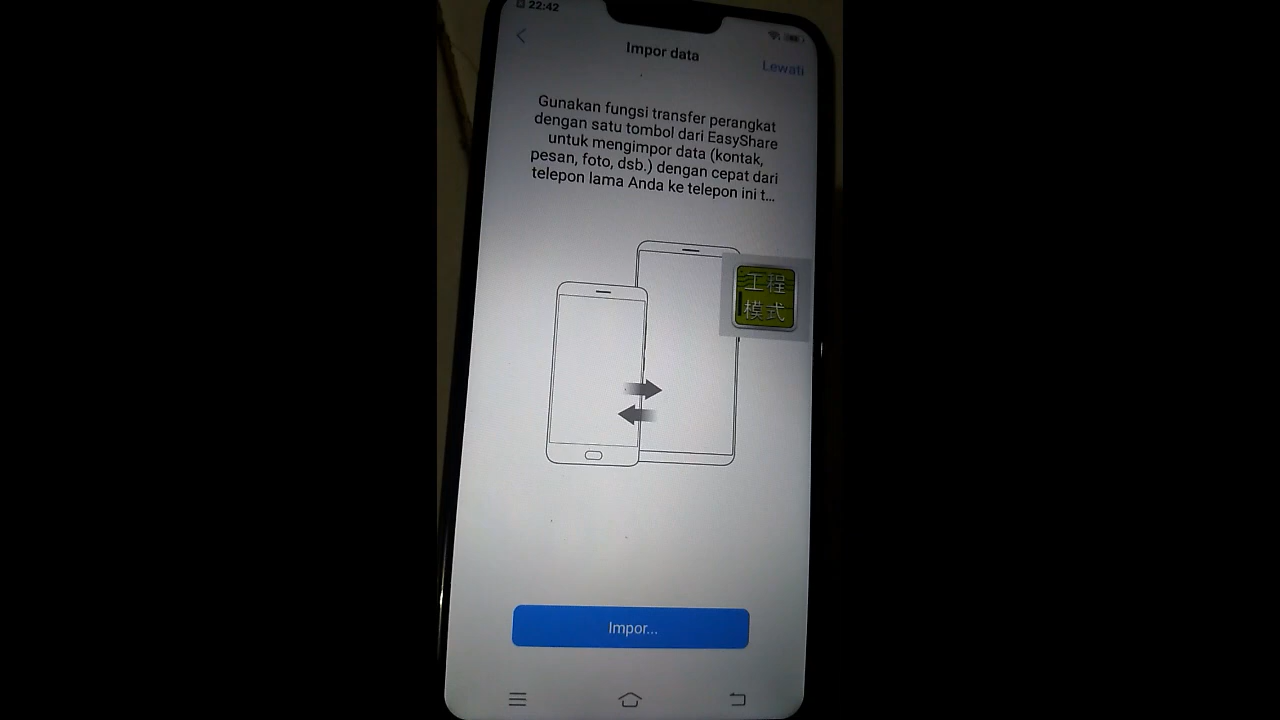 22:42
Impor data
Lewati
Gunakan fungsi transfer perangkat
dengan satu tombol dari EasyShare
untuk mengimpor data (kontak,
pesan, foto, dsb.) dengan cepat dari
telepon lama Anda ke telepon ini t...
工程
模式
Impor...